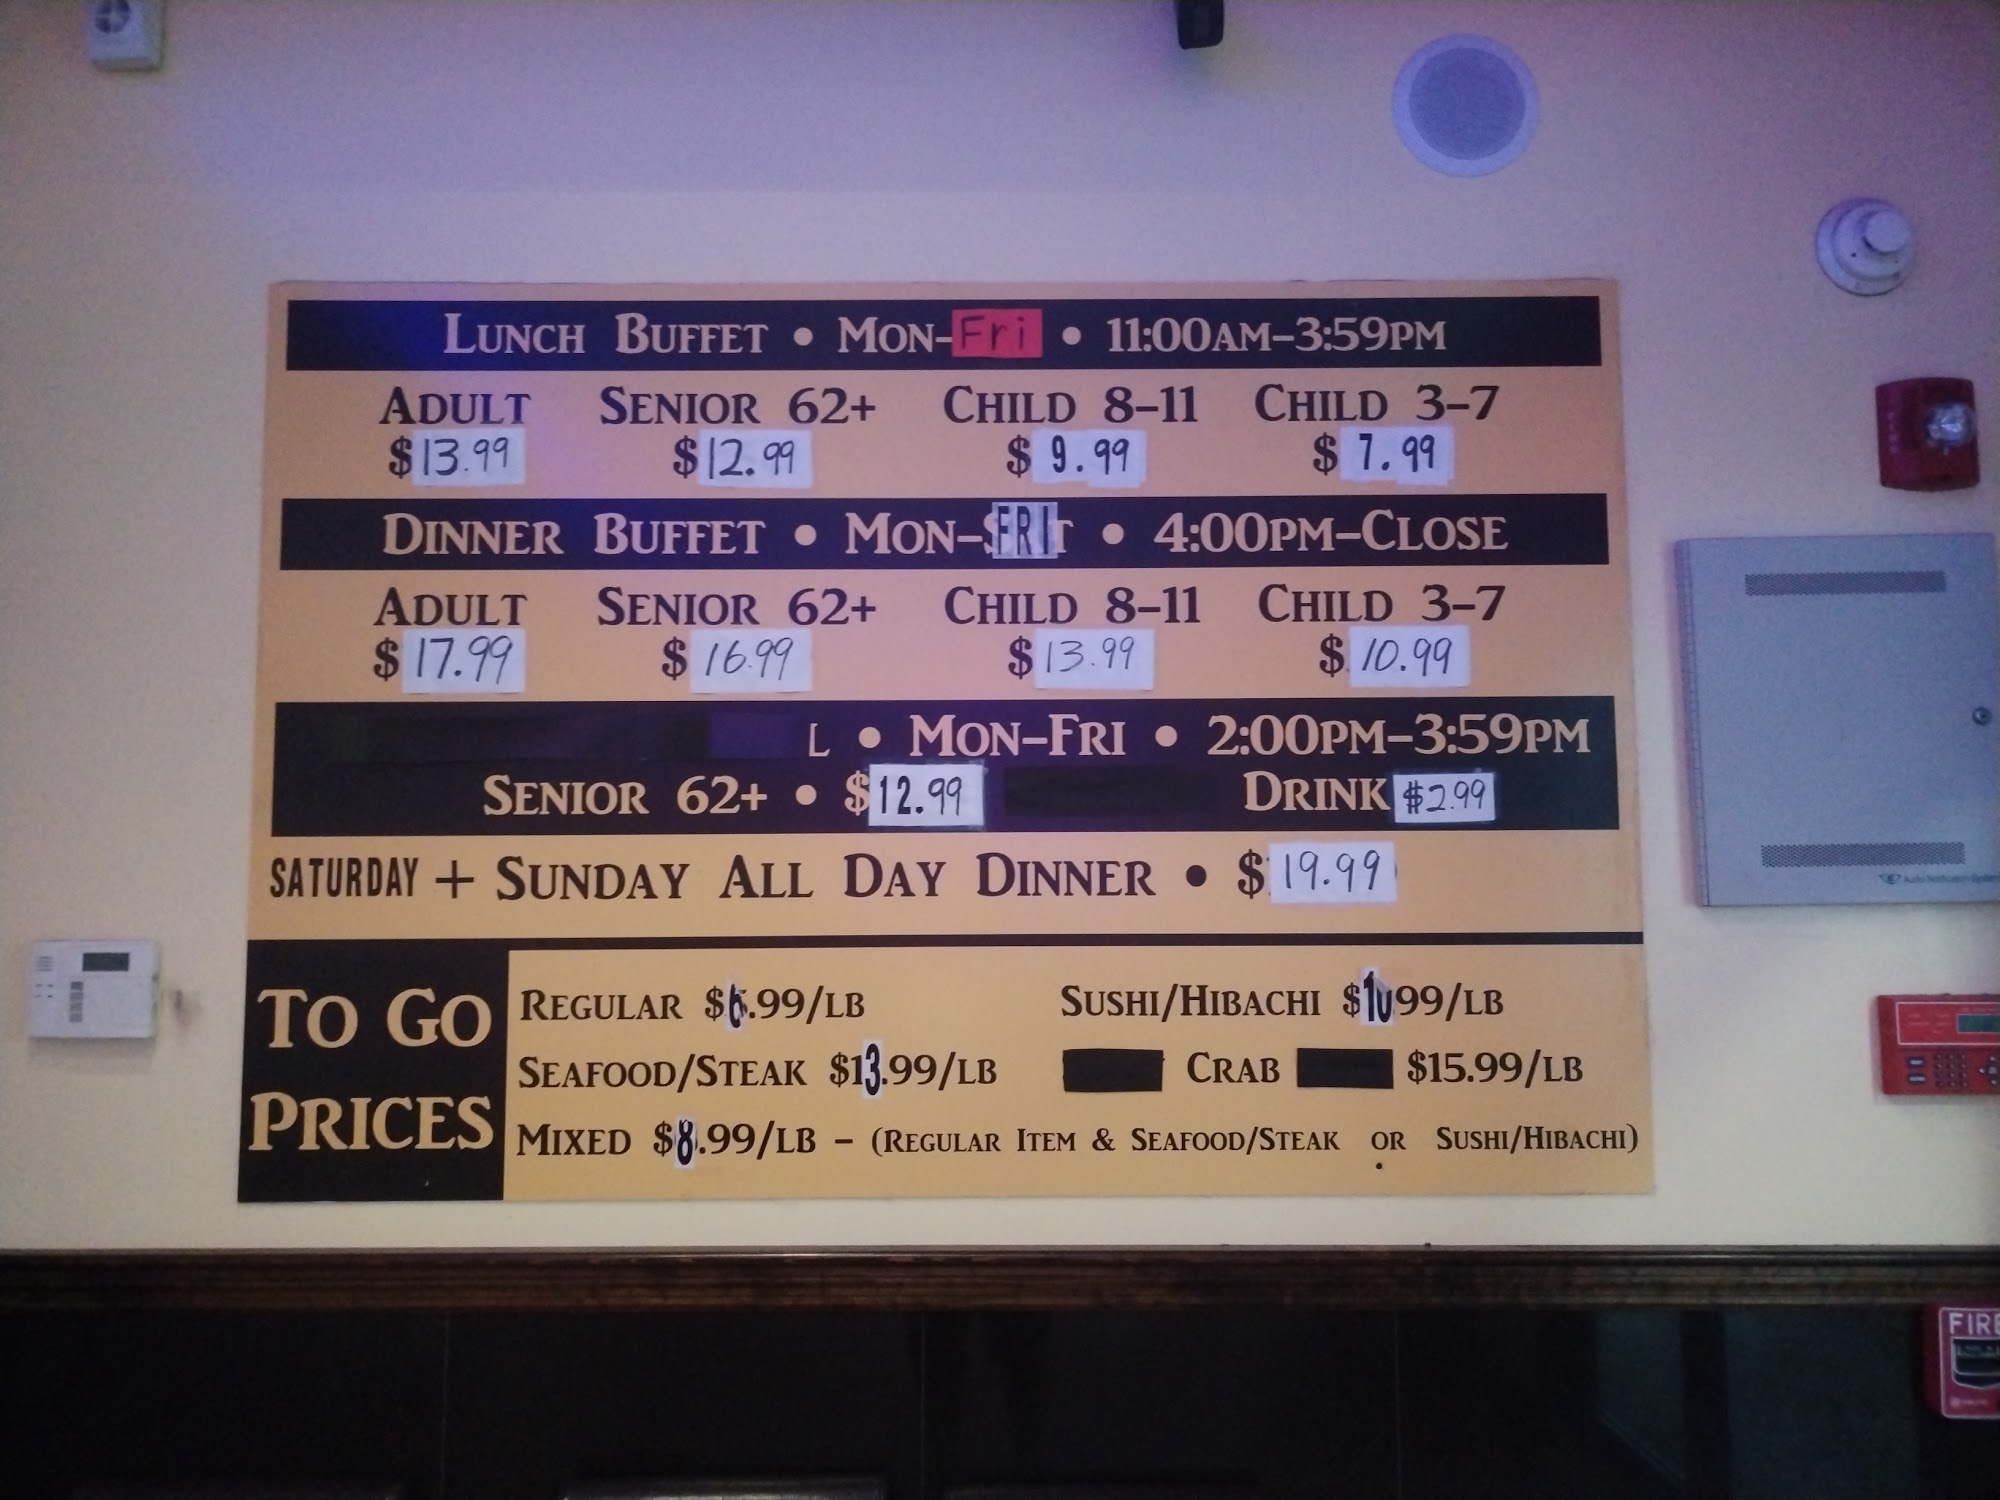 LUNCH BUFFET • MON-Fri • 11:00AM-3:59PM
ADULT SENIOR 62+ CHILD 8-11 CHILD 3-7
$13.99 $12.99 $9.99 $7.99
DINNER BUFFET • MON-FRI • 4:00PM-CLOSE
ADULT SENIOR 62+ CHILD 8-11 CHILD 3-7
$17.99 $16.99 $13.99 $10.99
L • MON-FRI • 2:00PM-3:59PM
SENIOR 62+ • $12.99 DRINK $2.99
SATURDAY + SUNDAY ALL DAY DINNER • $19.99
TO GO PRICES
REGULAR $6.99/LB SUSHI/HIBACHI $10.99/LB
SEAFOOD/STEAK $13.99/LB CRAB $15.99/LB
MIXED $8.99/LB - (REGULAR ITEM & SEAFOOD/STEAK OR SUSHI/HIBACHI)
FIRE